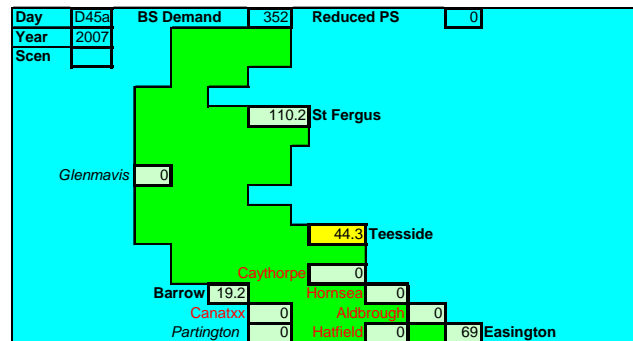 Day D45a BS Demand 352 Reduced PS 0
Year 2007
Scen
110.2 St Fergus
Glenmavis 0
44.3 Teesside
Caythorpe 0
Barrow 19.2 Hornsea 0
Canatxx 0 Aldbrough 0
Partington 0 Hatfield 0 69 Easington